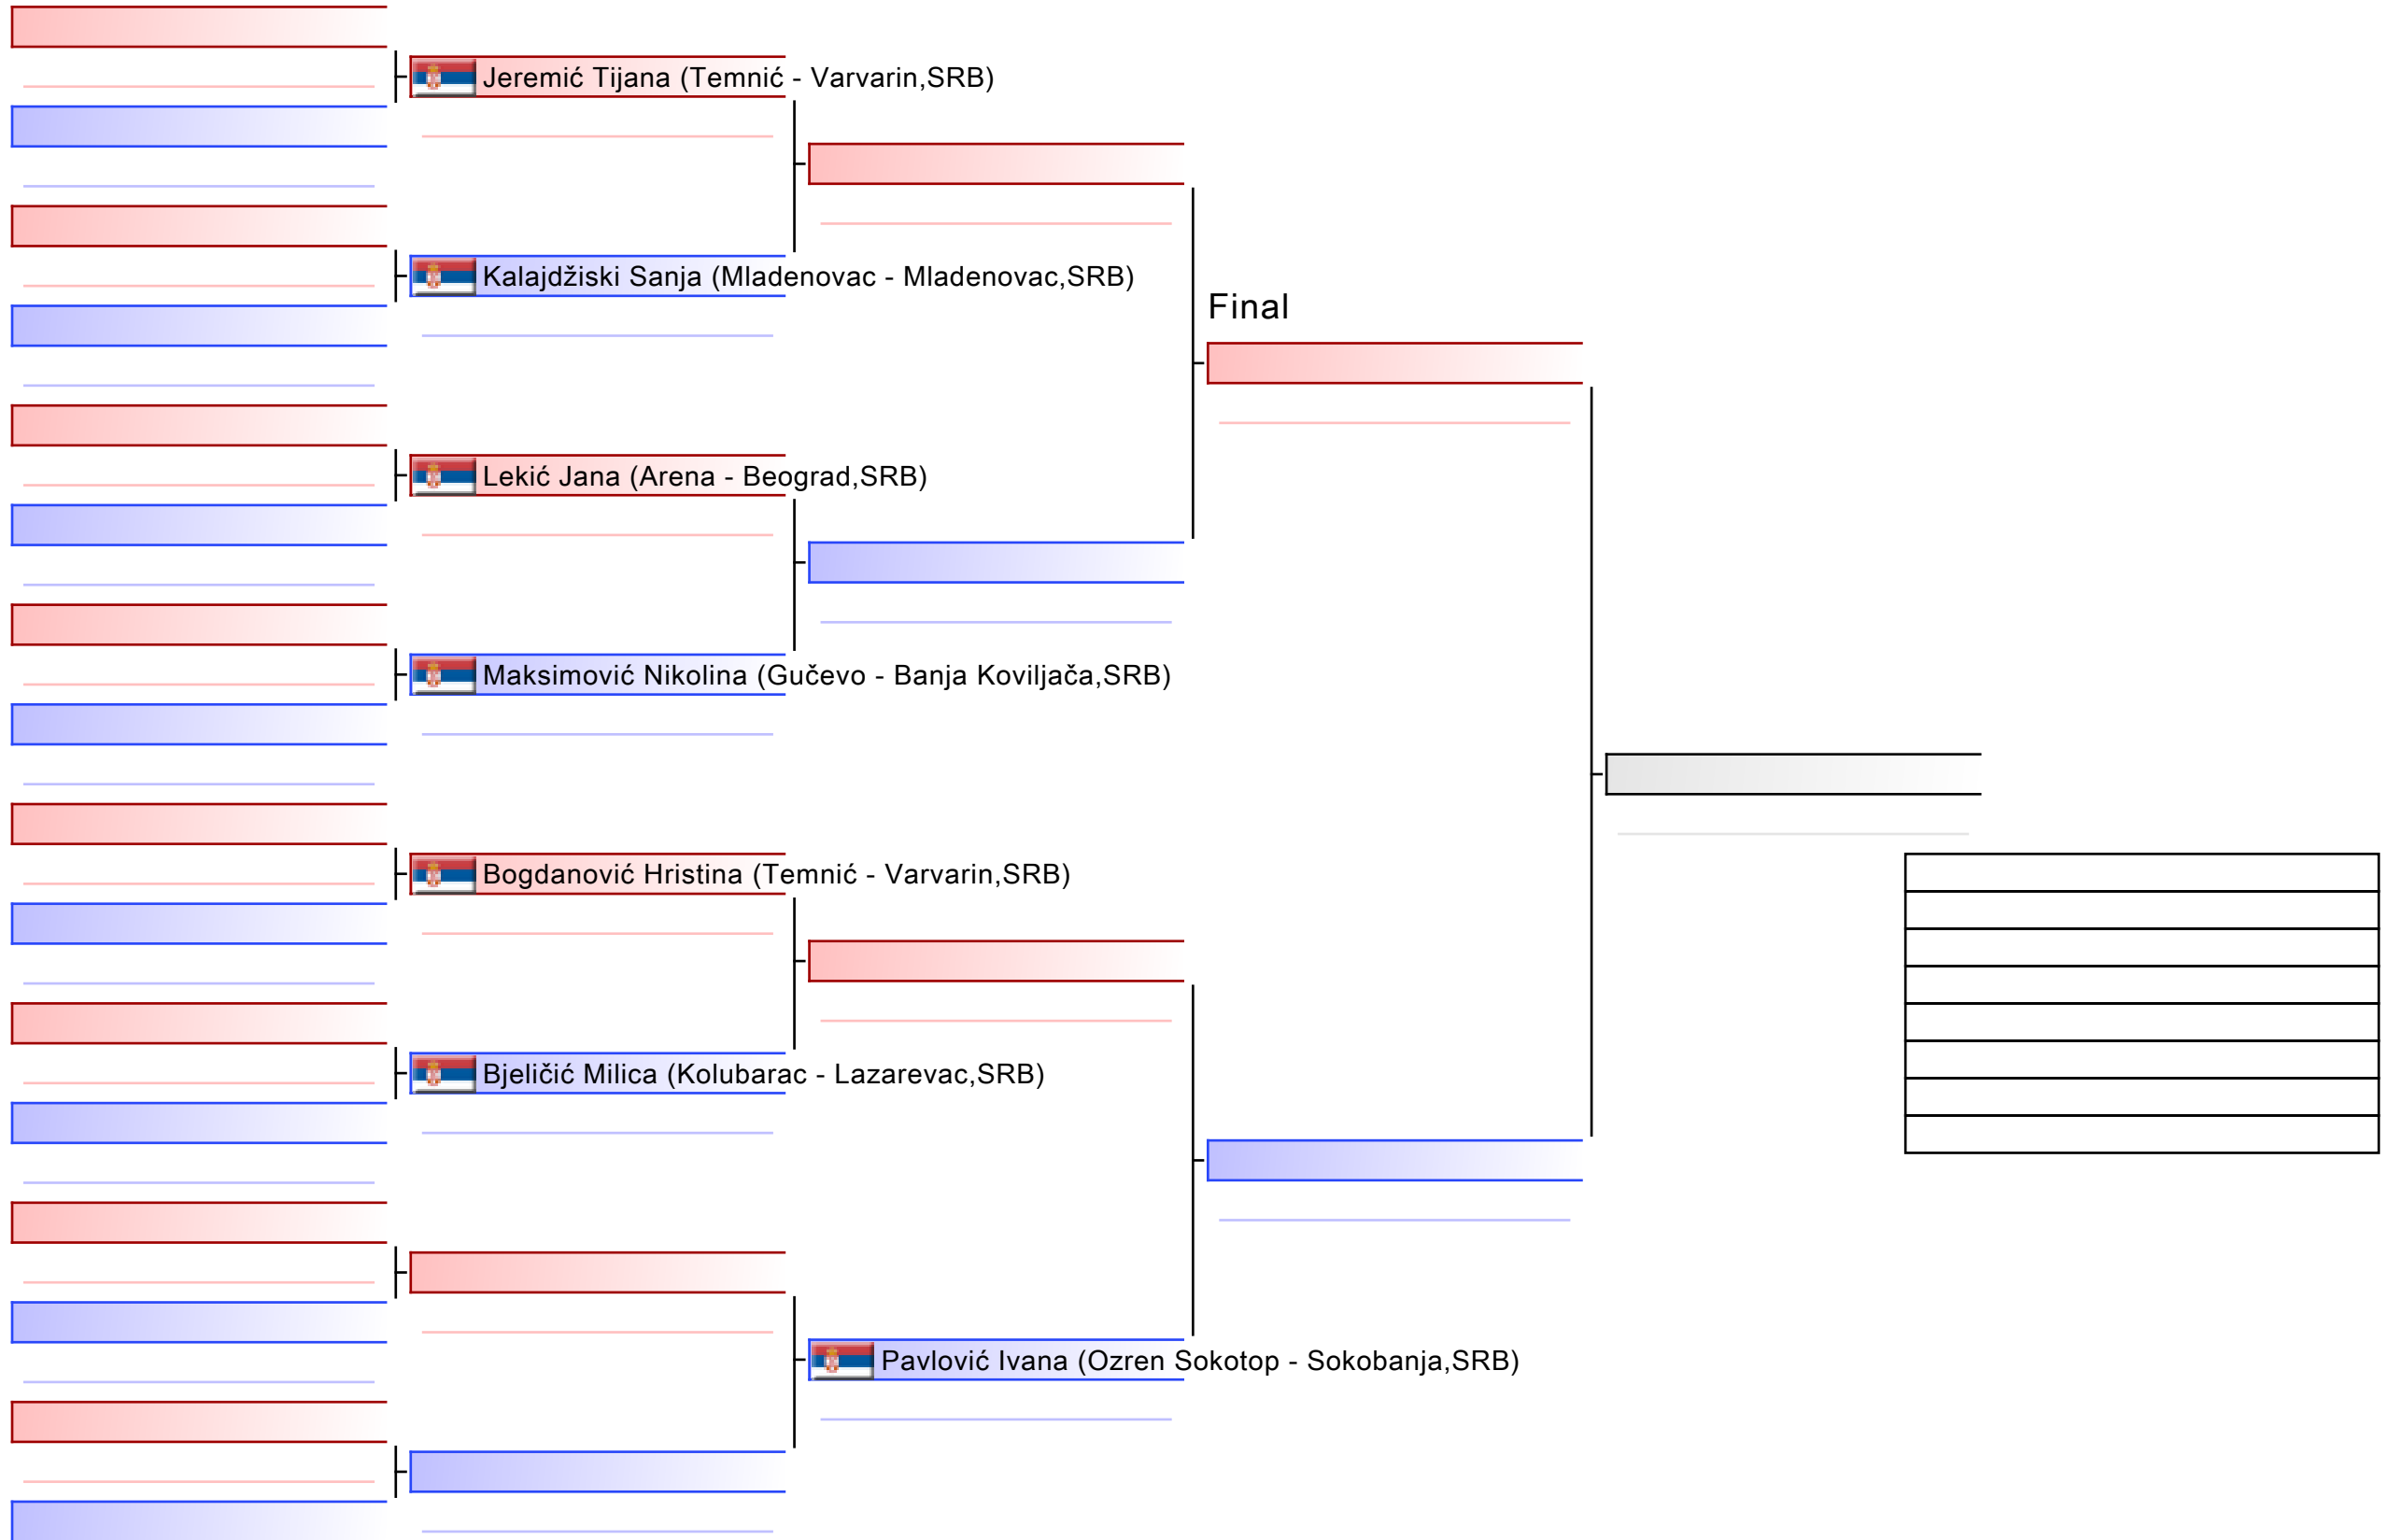 Jeremić Tijana (Temnić - Varvarin,SRB)
Kalajdžiski Sanja (Mladenovac - Mladenovac,SRB)
Final
Lekić Jana (Arena - Beograd,SRB)
Maksimović Nikolina (Gučevo - Banja Koviljača,SRB)
Bogdanović Hristina (Temnić - Varvarin,SRB)
Bjeličić Milica (Kolubarac - Lazarevac,SRB)
Pavlović Ivana (Ozren Sokotop - Sokobanja,SRB)